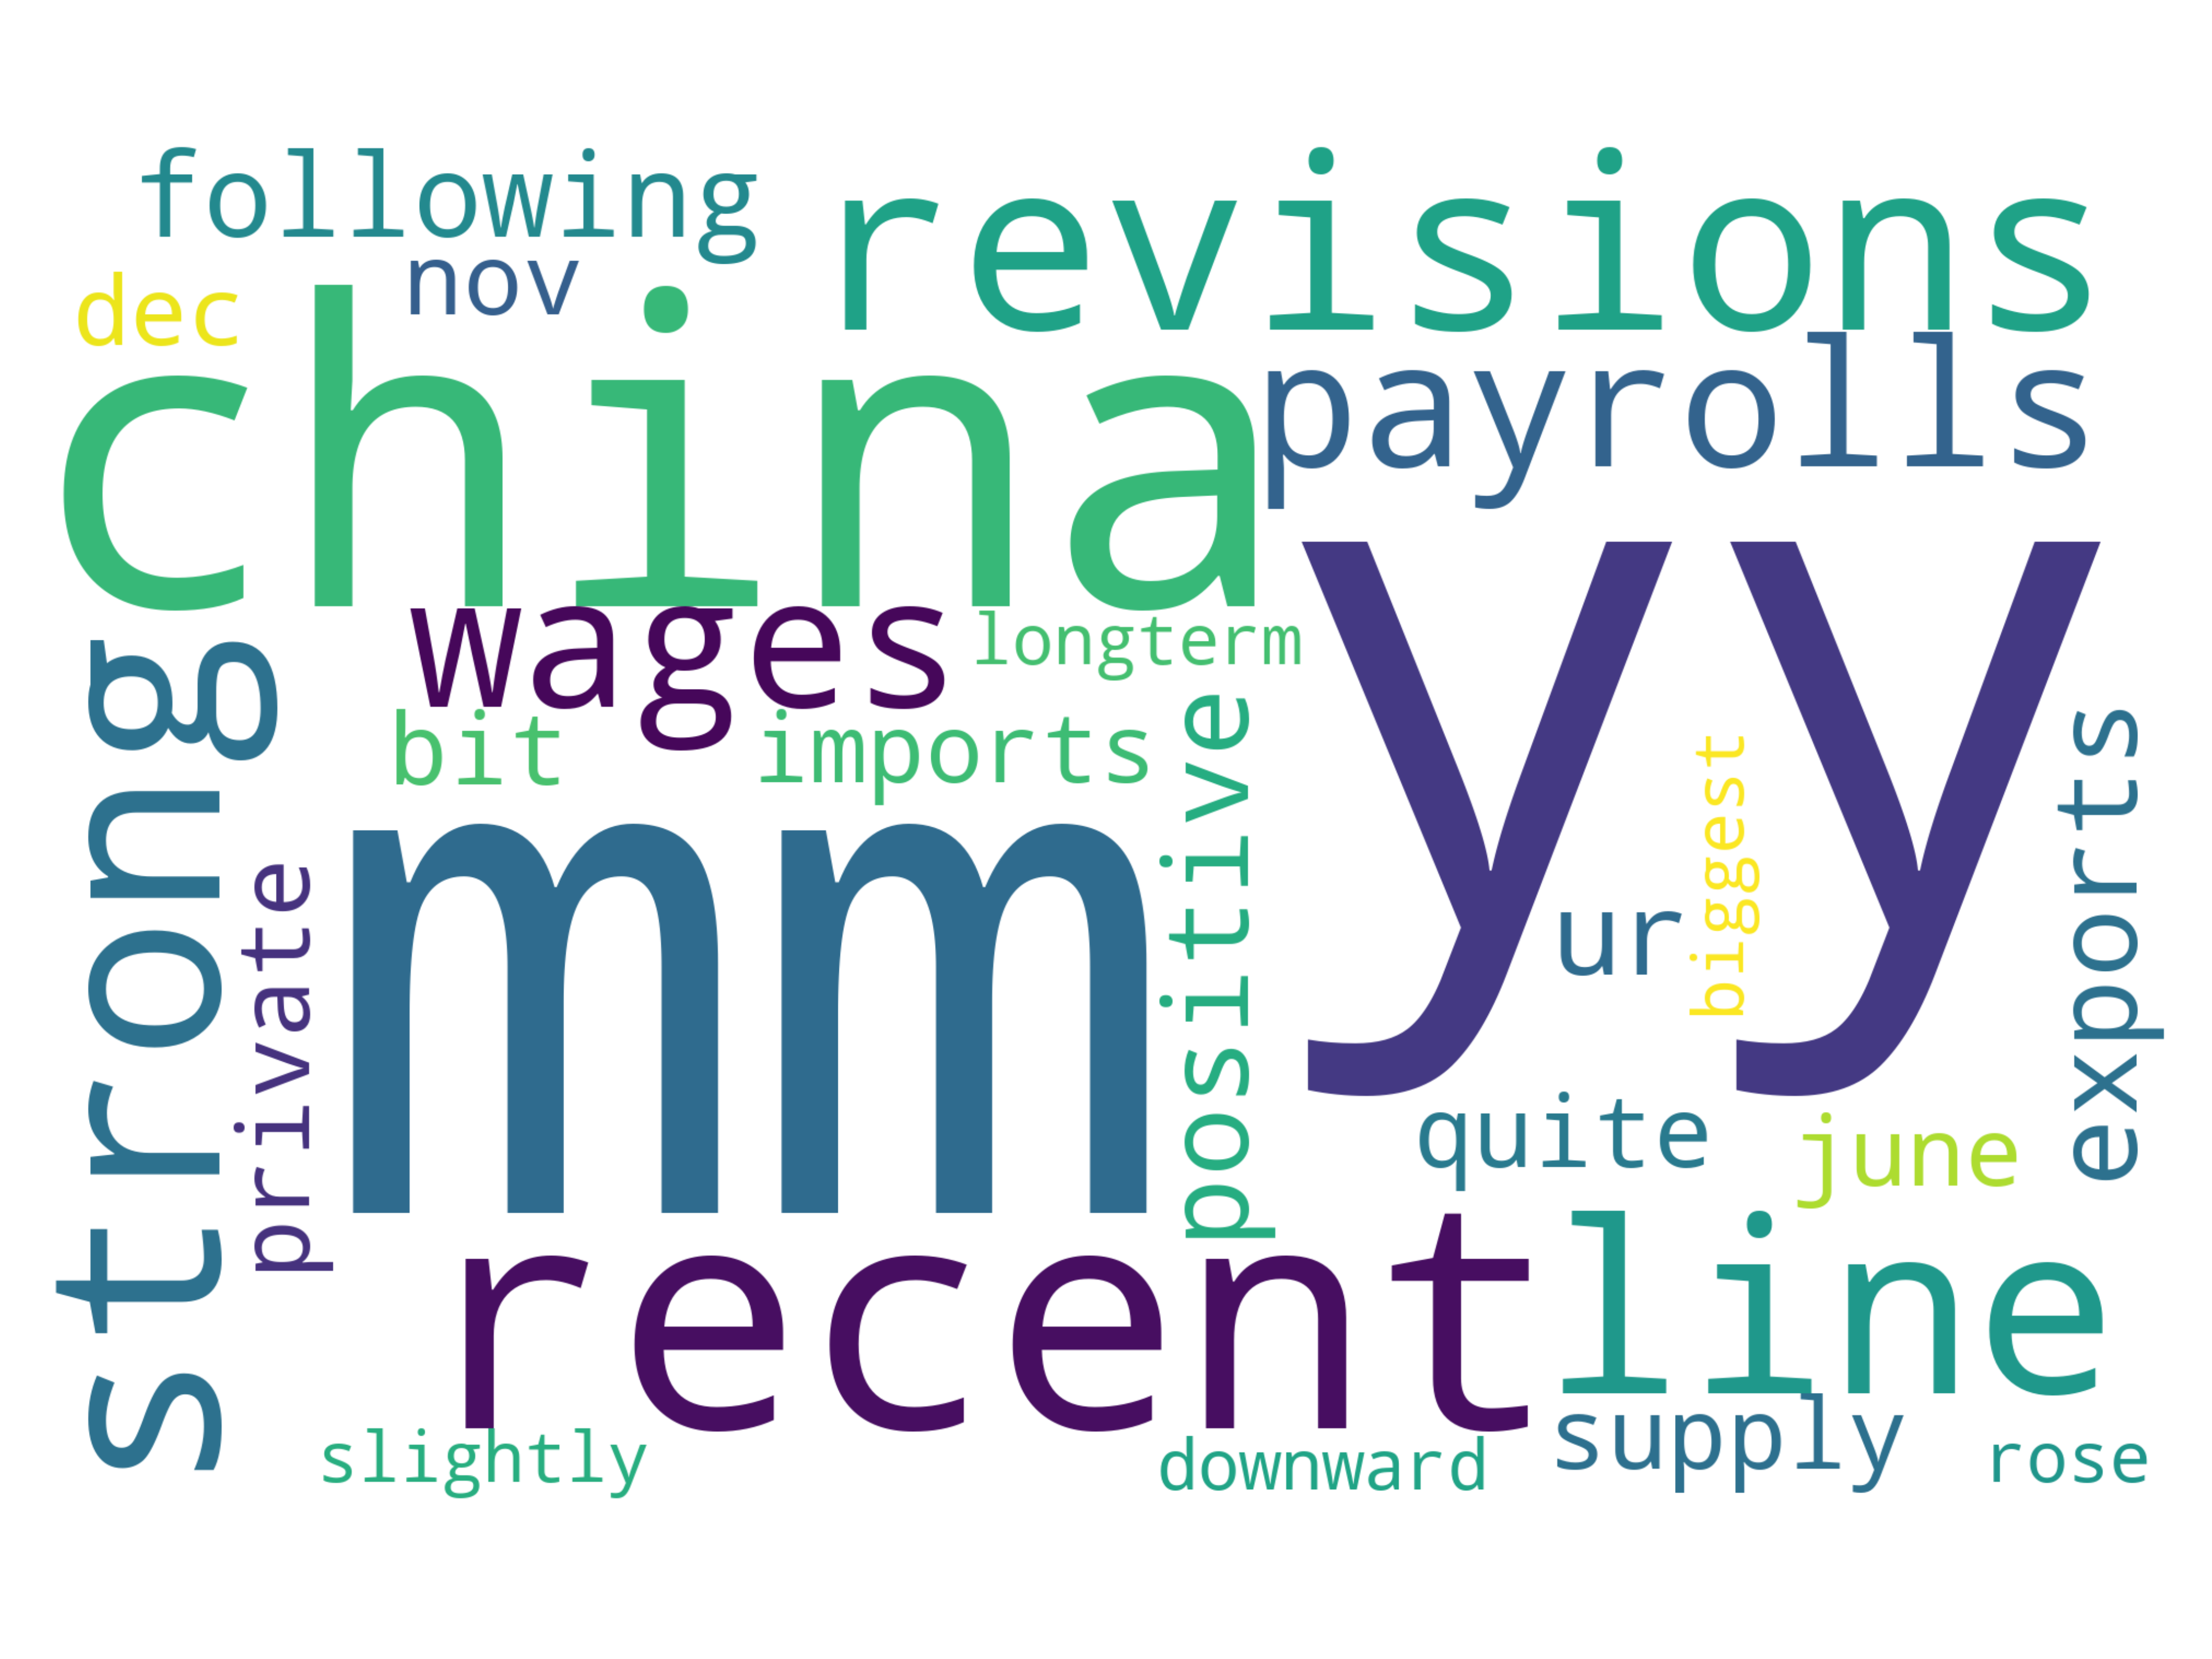 following
revisions
nov
dec
china
payrolls
yy
wages
longterm
strong
bit
imports
positive
biggest
exports
mm
private
ur
quite
june
recent
line
supply
slightly
downward
rose